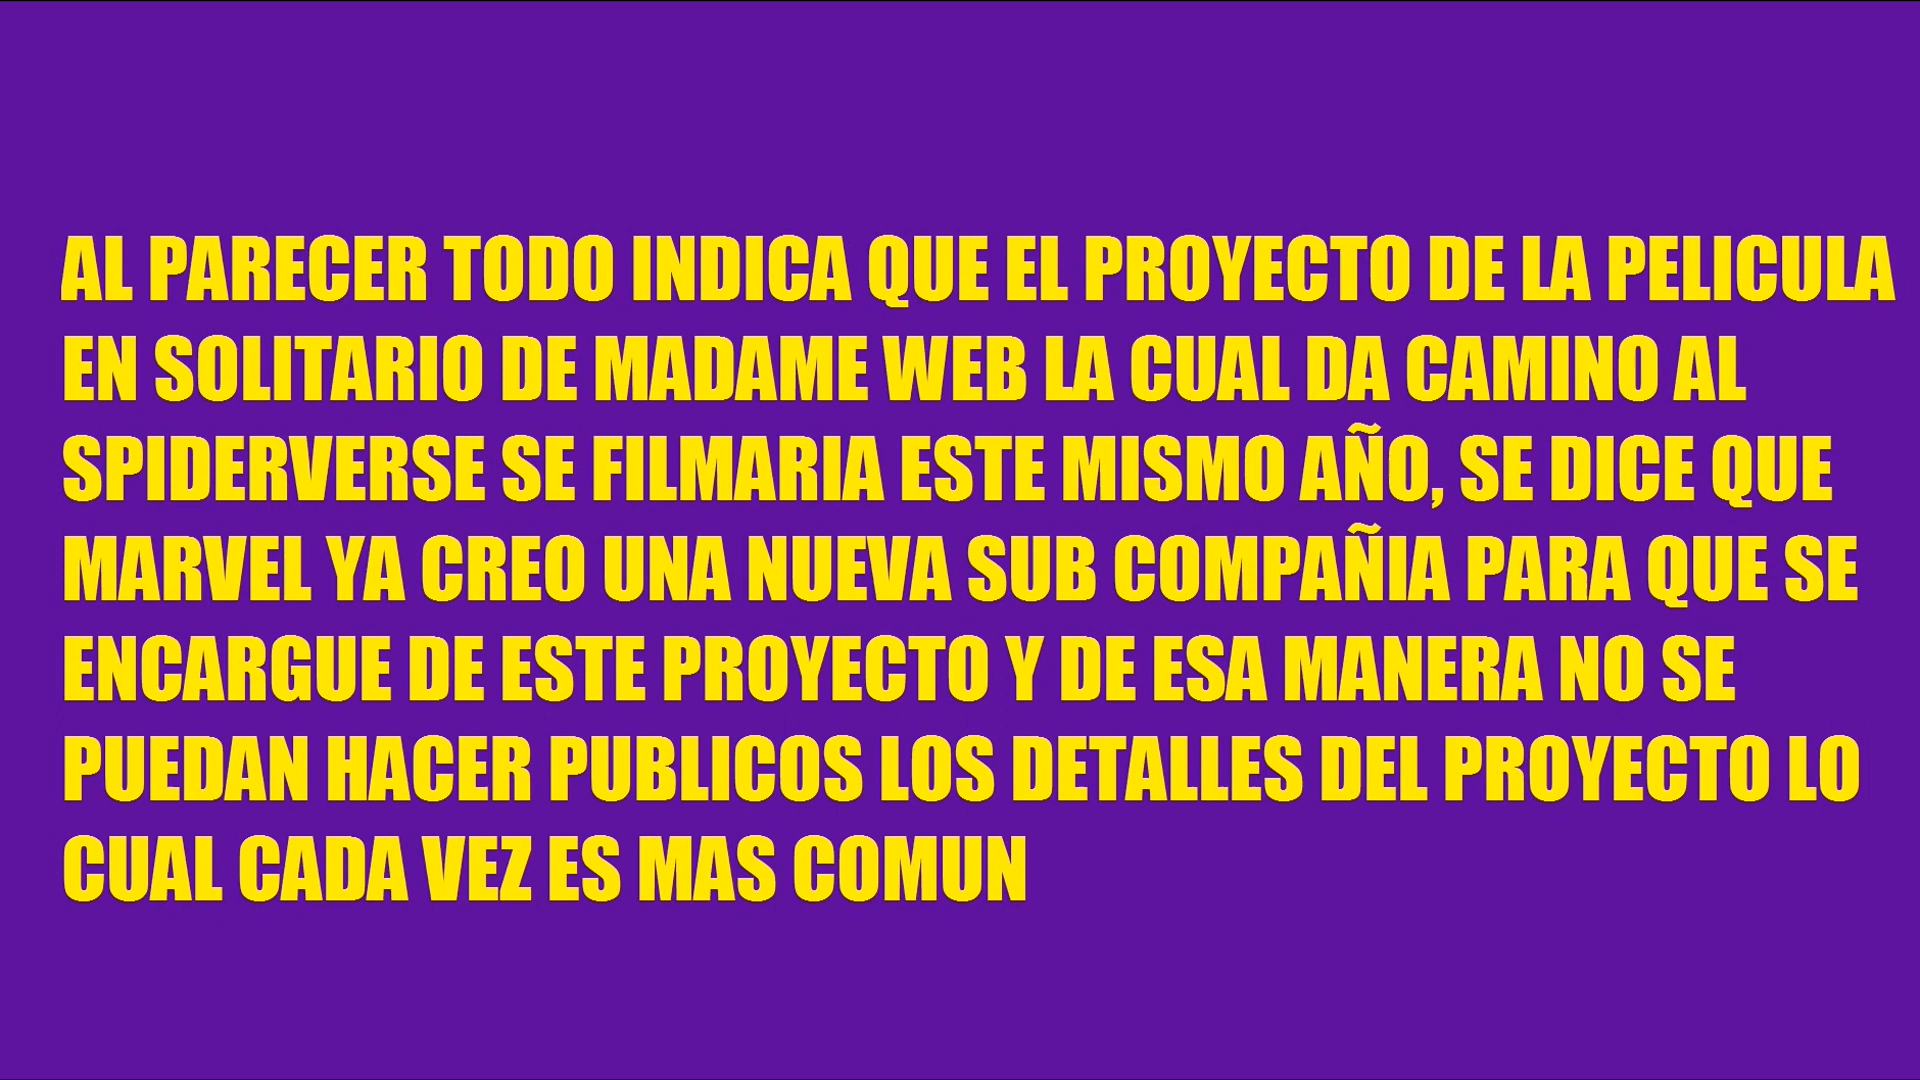 AL PARECER TODO INDICA QUE EL PROYECTO DE LA PELICULA
EN SOLITARIO DE MADAME WEB LA CUAL DA CAMINO AL
SPIDERVERSE SE FILMARIA ESTE MISMO AÑO, SE DICE QUE
MARVEL YA CREO UNA NUEVA SUB COMPAÑIA PARA QUE SE
ENCARGUE DE ESTE PROYECTO Y DE ESA MANERA NO SE
PUEDAN HACER PUBLICOS LOS DETALLES DEL PROYECTO LO
CUAL CADA VEZ ES MAS COMUN